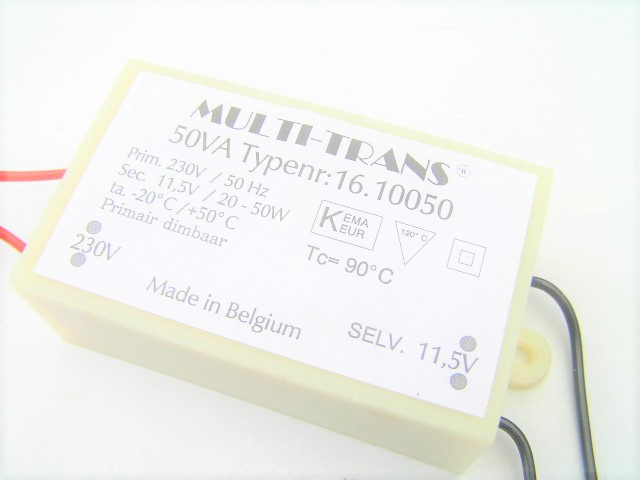 MULTI-TRANS ®
50VA Typenr:16.10050
Prim. 230V / 50 Hz
Sec. 11,5V / 20 - 50W
ta. -20°C /+50°C
Primair dimbaar
KEMA
KEUR
120° C
Tc= 90°C
230V
Made in Belgium
SELV. 11,5V